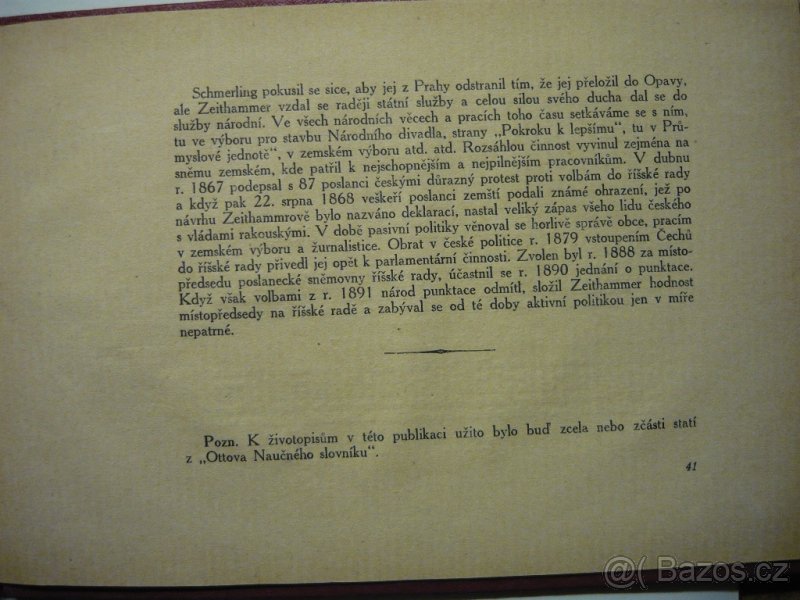 Schmerling pokusil se sice, aby jej z Prahy odstranil tím, že jej přeložil do Opavy,
ale Zeithammer vzdal se raději státní služby a celou silou svého ducha dal se do
služby národní. Ve všech národních věcech a pracích toho času setkáváme se s ním,
tu ve výboru pro stavbu Národního divadla, strany „Pokroku k lepšímu“, tu v Prů-
myslové jednotě“, v zemském výboru atd. atd. Rozsáhlou činnost vyvinul zejména na
sněmu zemském, kde patřil k nejschopnějším a nejpilnějším pracovníkům. V dubnu
r. 1867 podepsal s 87 poslanci českými důrazný protest proti volbám do říšské rady
a když pak 22. srpna 1868 veškeří poslanci zemští podali známé ohrazení, jež po
návrhu Zeithammrově bylo nazváno deklarací, nastal veliký zápas všeho lidu českého
s vládami rakouskými. V době pasivní politiky věnoval se horlivě správě obce, pracím
v zemském výboru a žurnalistice. Obrat v české politice r. 1879 vstoupením Čechů
do říšské rady přivedl jej opět k parlamentární činnosti. Zvolen byl r. 1888 za místo-
předsedu poslanecké sněmovny říšské rady, účastnil se r. 1890 jednání o punktace.
Když však volbami z r. 1891 národ punktace odmítl, složil Zeithammer hodnost
místopředsedy na říšské radě a zabýval se od té doby aktivní politikou jen v míře
nepatrné.
Pozn. K životopisům v této publikaci užito bylo buď zcela nebo zčásti statí
z „Ottova Naučného slovníku“.
41
@( Bazoš.cz